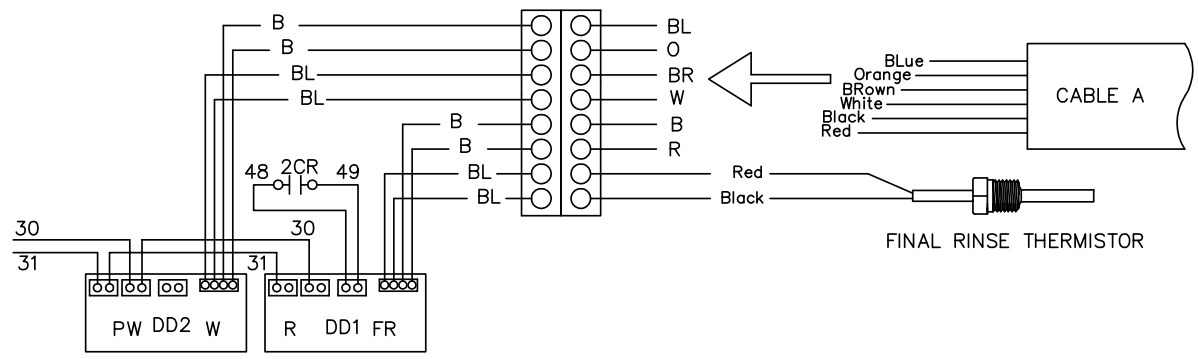 B BL
B O
BL BR
BL W
B B
B R
BL Red
BL Black
BLue
Orange
BRown
White
Black
Red
CABLE A
48 2CR 49
30 30
31 31
FINAL RINSE THERMISTOR
PW DD2 W
R DD1 FR